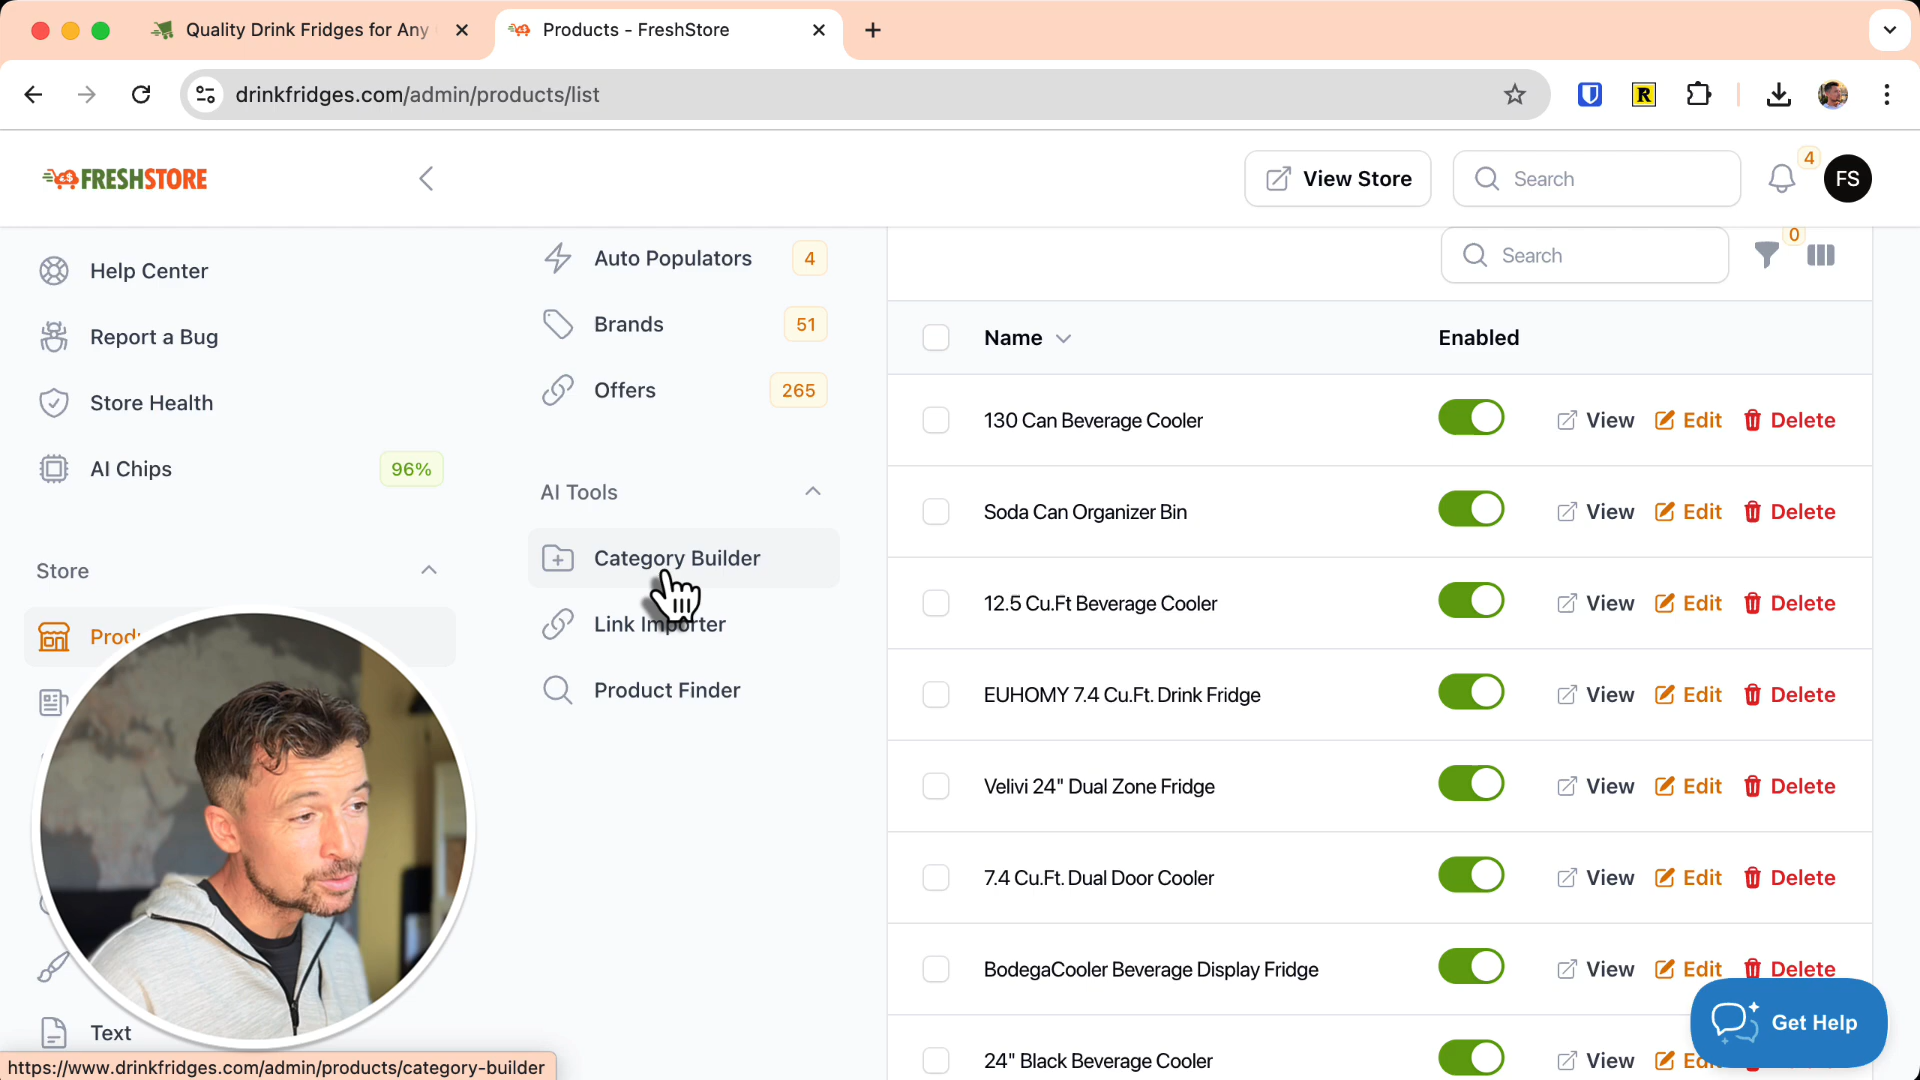 Quality Drink Fridges for Any
Products - FreshStore
drinkfridges.com/admin/products/list
R
FRESHSTORE
View Store
Search
4
FS
Help Center
Report a Bug
Store Health
AI Chips
96%
Store
Text
Auto Populators
4
Brands
51
Offers
265
AI Tools
Category Builder
Link Importer
Product Finder
Search
0
Name
Enabled
130 Can Beverage Cooler
View
Edit
Delete
Soda Can Organizer Bin
View
Edit
Delete
12.5 Cu.Ft Beverage Cooler
View
Edit
Delete
EUHOMY 7.4 Cu.Ft. Drink Fridge
View
Edit
Delete
Velivi 24" Dual Zone Fridge
View
Edit
Delete
7.4 Cu.Ft. Dual Door Cooler
View
Edit
Delete
BodegaCooler Beverage Display Fridge
View
Edit
Delete
24" Black Beverage Cooler
View
Get Help
https://www.drinkfridges.com/admin/products/category-builder